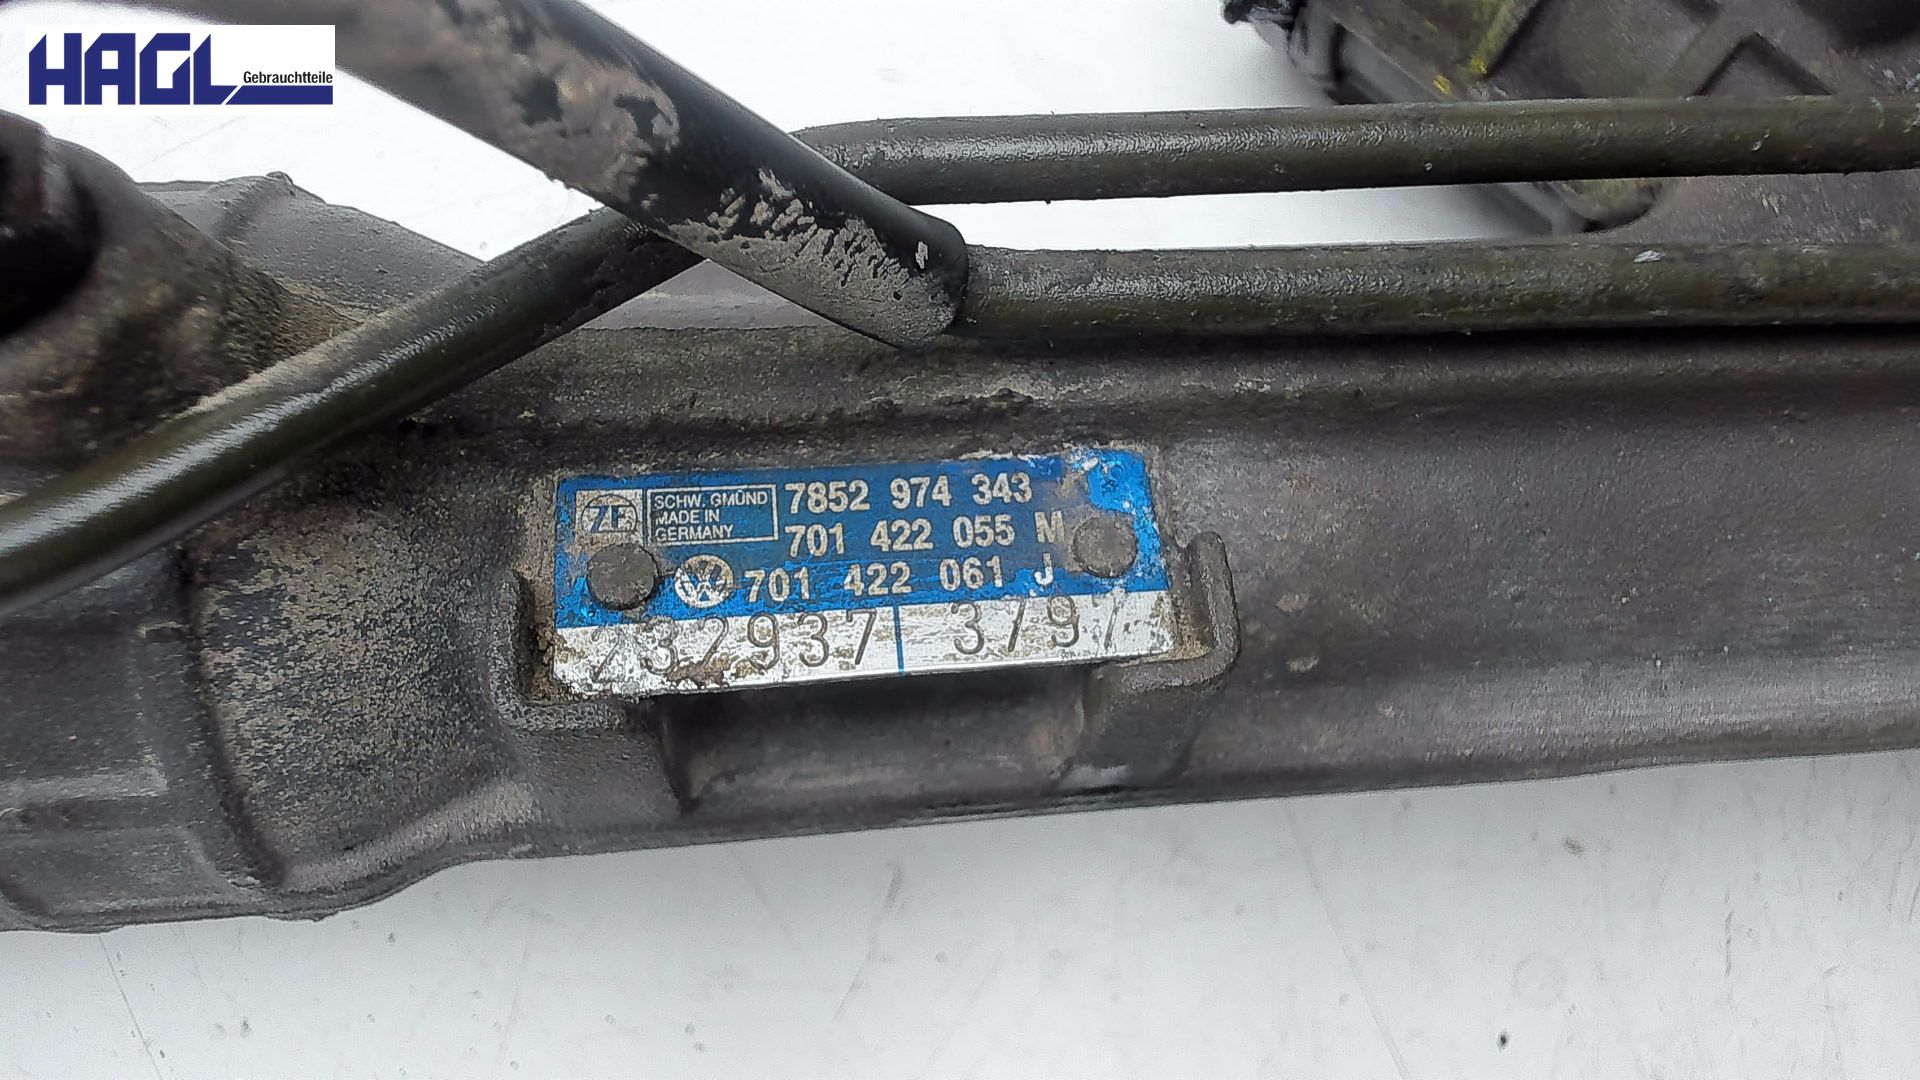 HAGL Gebrauchtteile
ZF SCHW. GMÜND 7852 974 343
MADE IN
GERMANY 701 422 055 M
701 422 061 J
232937 3797